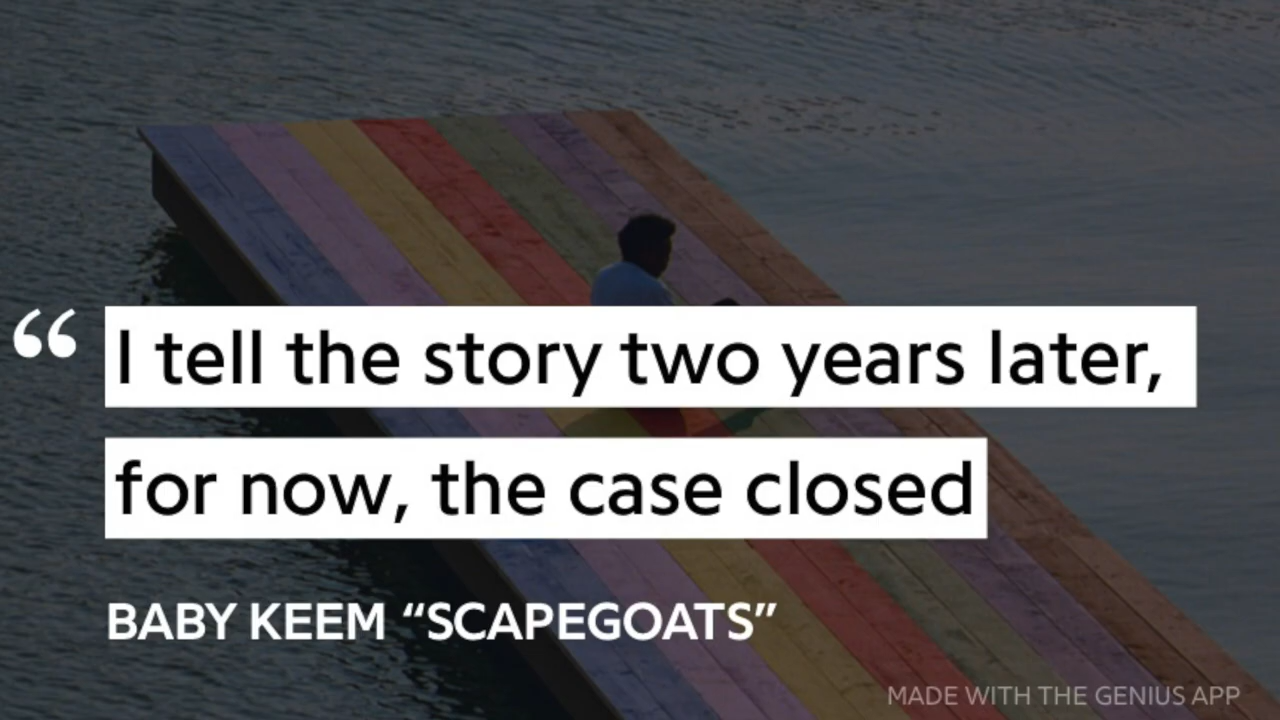 “I tell the story two years later,
for now, the case closed
BABY KEEM “SCAPEGOATS”
MADE WITH THE GENIUS APP